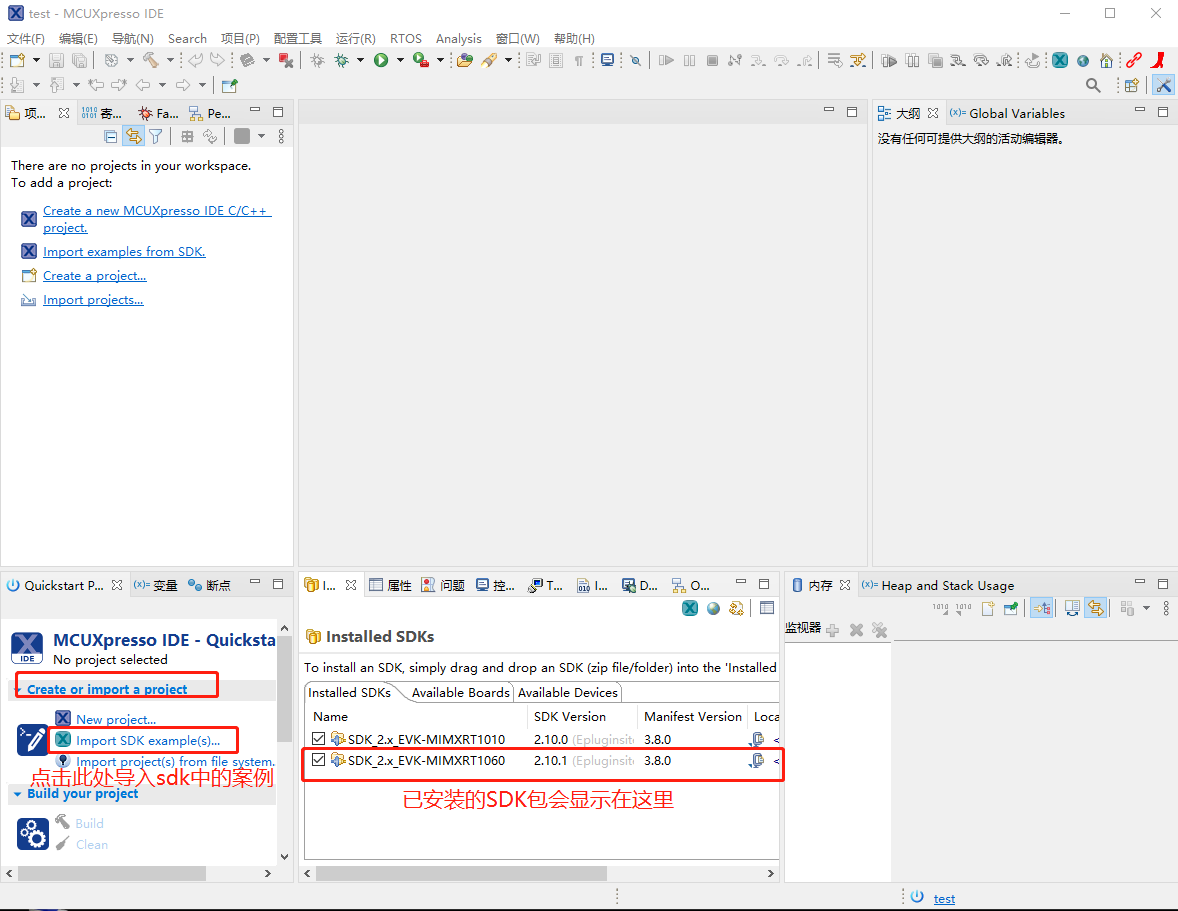 test - MCUXpresso IDE
文件(F) 编辑(E) 导航(N) Search 项目(P) 配置工具 运行(R) RTOS Analysis 窗口(W) 帮助(H)
项... 寄... Fa... Pe...
There are no projects in your workspace.
To add a project:
Create a new MCUXpresso IDE C/C++
project.
Import examples from SDK.
Create a project...
Import projects...
大纲 (x)= Global Variables
没有任何可提供大纲的活动编辑器。
Quickstart P... (x)= 变量 断点
MCUXpresso IDE - Quicksta
IDE No project selected
Create or import a project
New project...
Import SDK example(s)...
Import project(s) from file system.
点击此处导入sdk中的案例
Build your project
Build
Clean
I... 属性 问题 控... T... I... D... O...
Installed SDKs
To install an SDK, simply drag and drop an SDK (zip file/folder) into the 'Installed
Installed SDKs Available Boards Available Devices
Name SDK Version Manifest Version Loca
SDK_2.x_EVK-MIMXRT1010 2.10.0 (Epluginsite 3.8.0 <
SDK_2.x_EVK-MIMXRT1060 2.10.1 (Epluginsite 3.8.0 <
已安装的SDK包会显示在这里
内存 (x)= Heap and Stack Usage
监视器
test